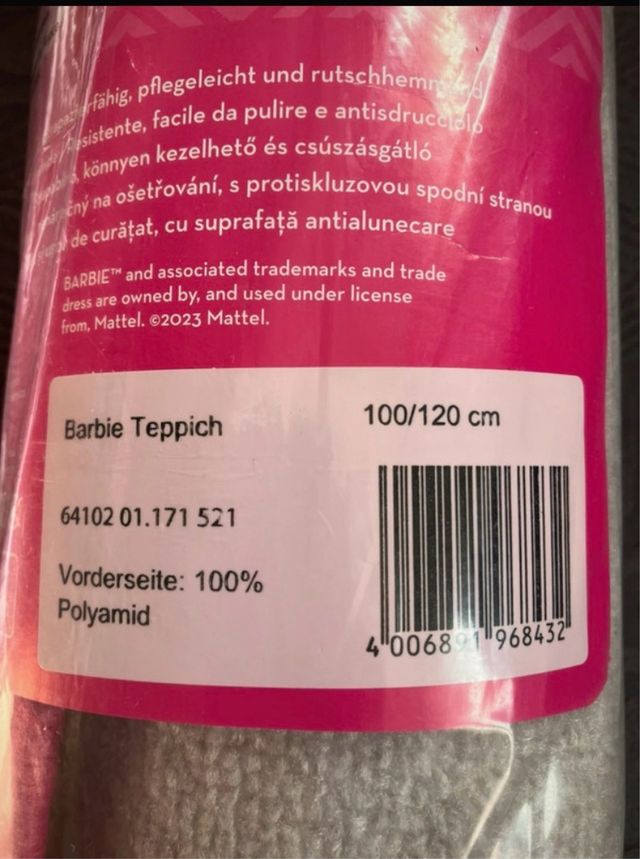 pflegeleicht und rutschhemmend
facile da pulire e antisdrucciolo
könnyen kezelhető és csúszásgátló
na ošetřování, s protiskluzovou spodní stranou
de curățat, cu suprafață antialunecare
BARBIE™ and associated trademarks and trade
dress are owned by, and used under license
from, Mattel. ©2023 Mattel.
Barbie Teppich
100/120 cm
64102 01.171 521
Vorderseite: 100%
Polyamid
4 006891 968432